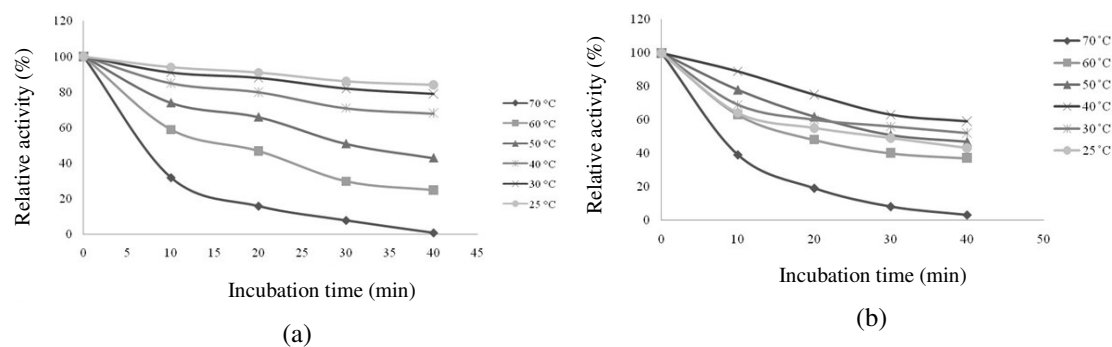 120
100
80
60
40
20
0
Relative activity (%)
0 5 10 15 20 25 30 35 40 45
Incubation time (min)
70 °C
60 °C
50 °C
40 °C
30 °C
25 °C
(a)
120
100
80
60
40
20
0
Relative activity (%)
0 10 20 30 40 50
Incubation time (min)
70 ˚C
60 ˚C
50 ˚C
40 ˚C
30 ˚C
25 ˚C
(b)